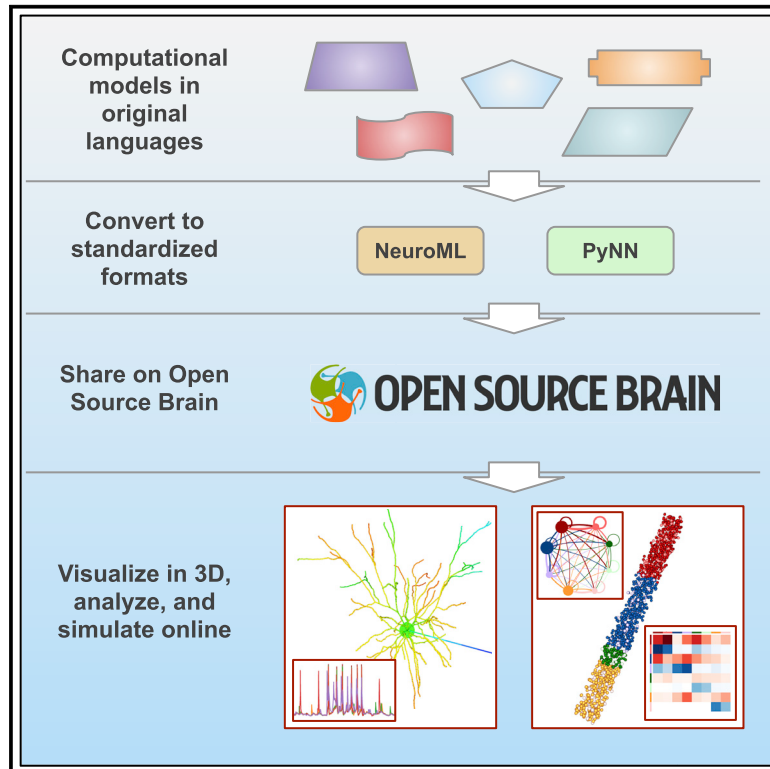 Computational
models in
original
languages
Convert to
standardized
formats
NeuroML
PyNN
Share on Open
Source Brain
OPEN SOURCE BRAIN
Visualize in 3D,
analyze, and
simulate online